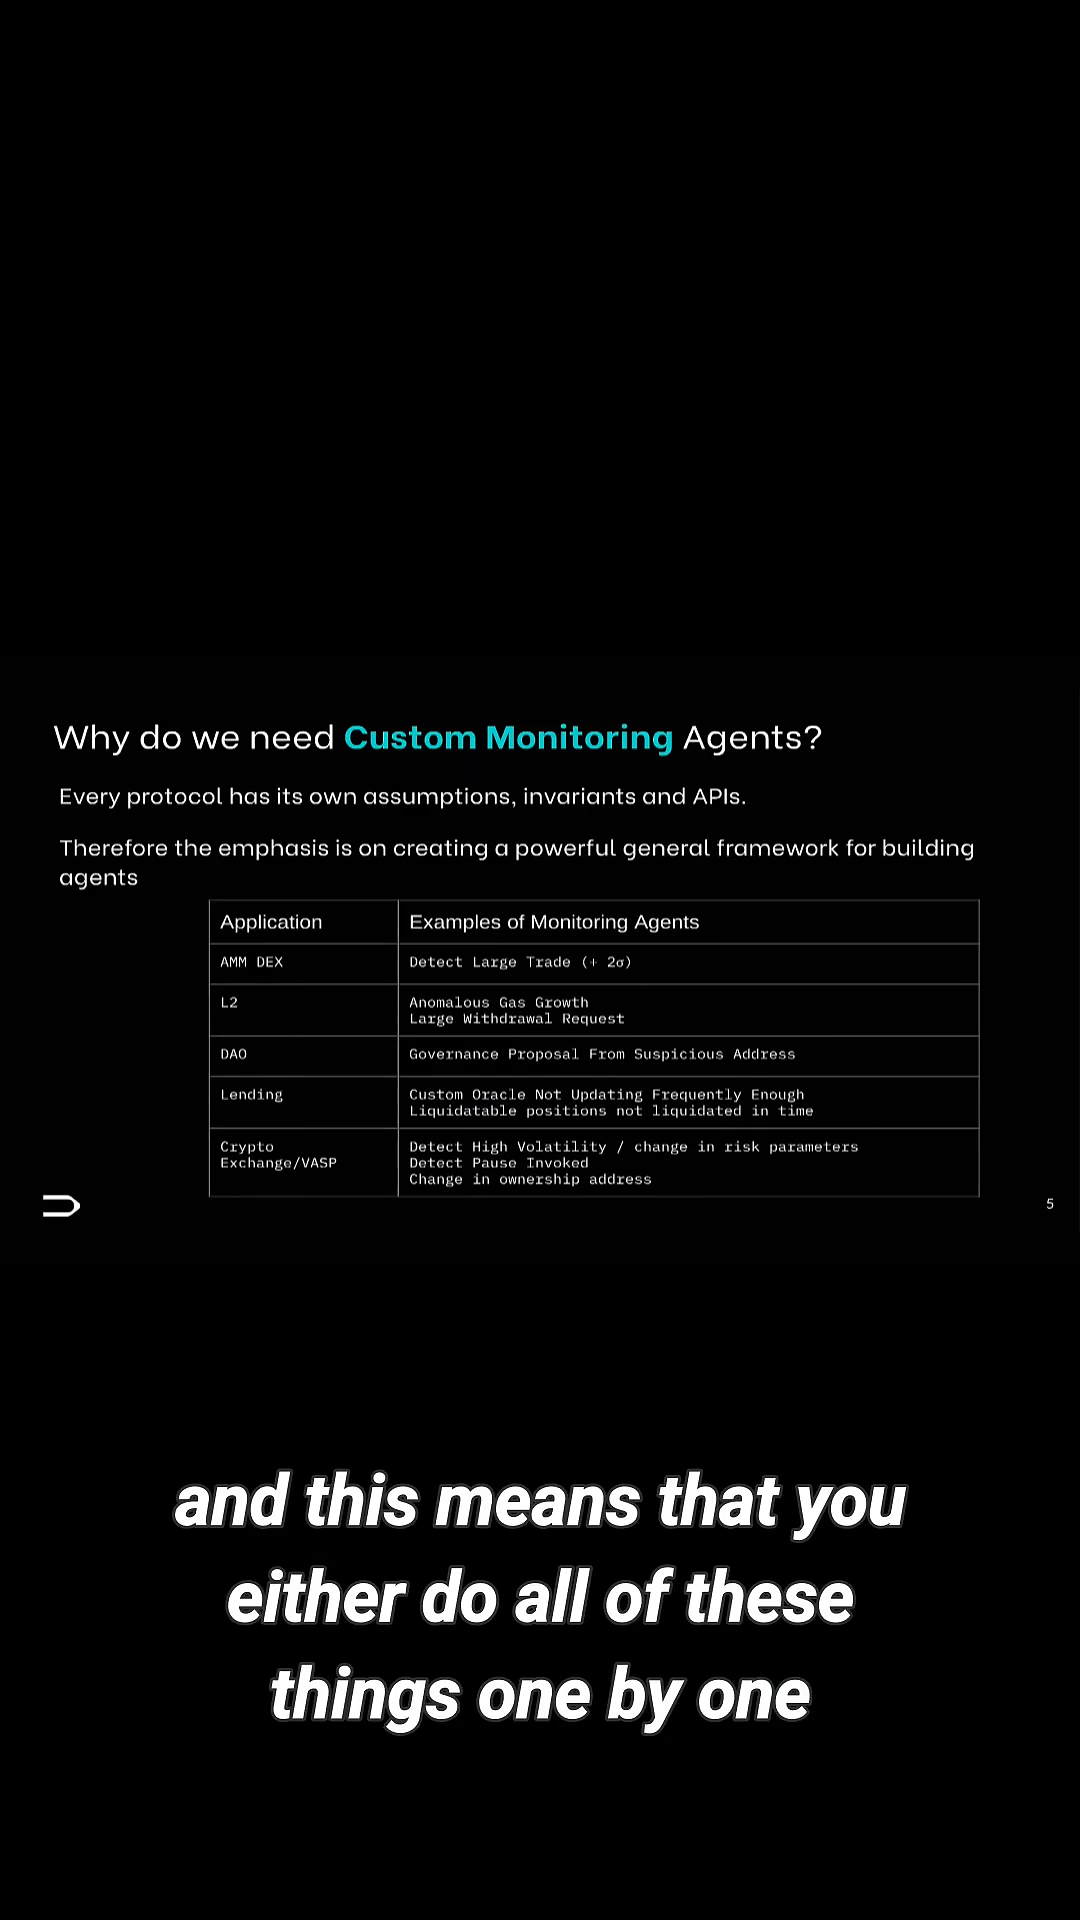 Why do we need Custom Monitoring Agents?
Every protocol has its own assumptions, invariants and APIs.
Therefore the emphasis is on creating a powerful general framework for building
agents
Application
Examples of Monitoring Agents
AMM DEX
Detect Large Trade (+ 2σ)
L2
Anomalous Gas Growth
Large Withdrawal Request
DAO
Governance Proposal From Suspicious Address
Lending
Custom Oracle Not Updating Frequently Enough
Liquidatable positions not liquidated in time
Crypto
Exchange/VASP
Detect High Volatility / change in risk parameters
Detect Pause Invoked
Change in ownership address
5
and this means that you
either do all of these
things one by one